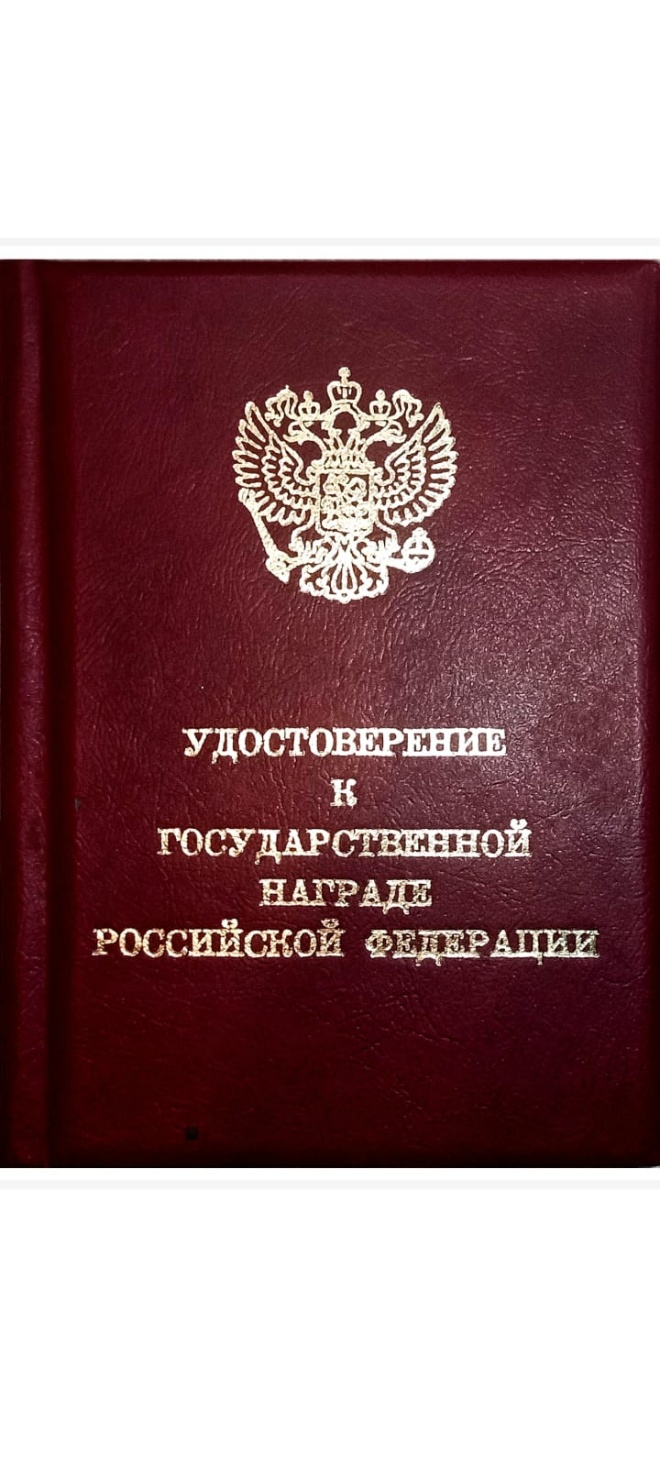 УДОСТОВЕРЕНИЕ
К
ГОСУДАРСТВЕННОЙ
НАГРАДЕ
РОССИЙСКОЙ ФЕДЕРАЦИИ